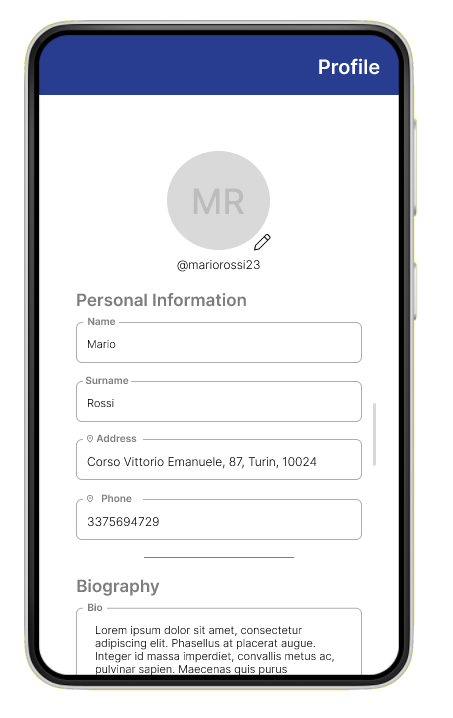 Profile
MR
@mariorossi23
Personal Information
Name
Mario
Surname
Rossi
Address
Corso Vittorio Emanuele, 87, Turin, 10024
Phone
3375694729
Biography
Bio
Lorem ipsum dolor sit amet, consectetur
adipiscing elit. Phasellus at placerat augue.
Integer id massa imperdiet, convallis metus ac,
pulvinar sapien. Maecenas quis purus